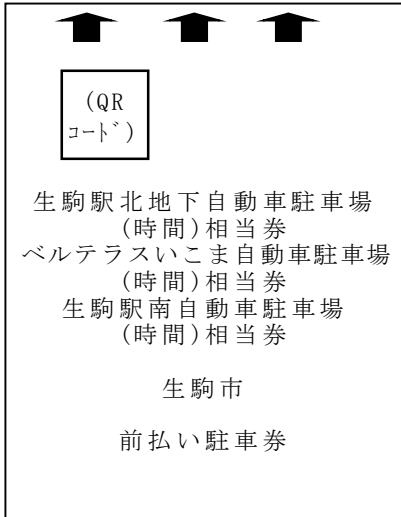 (QR
コード)
生駒駅北地下自動車駐車場
(時間)相当券
ベルテラスいこま自動車駐車場
(時間)相当券
生駒駅南自動車駐車場
(時間)相当券
生駒市
前払い駐車券